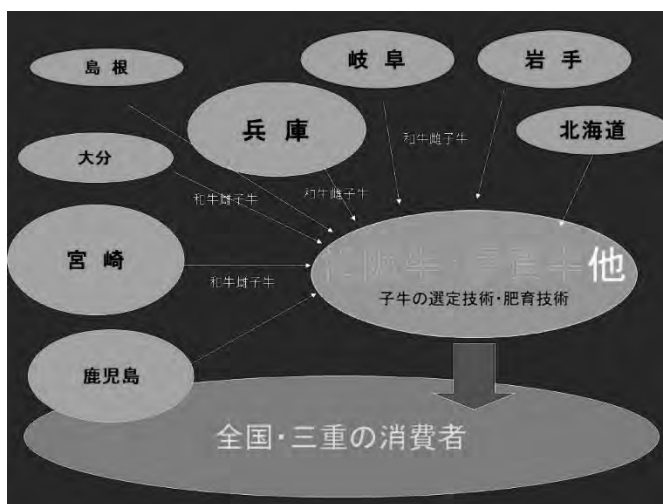 島根
兵庫
岐阜
岩手
北海道
大分
宮崎
鹿児島
和牛雌子牛
和牛雌子牛
和牛雌子牛
和牛雌子牛
他
子牛の選定技術・肥育技術
全国・三重の消費者